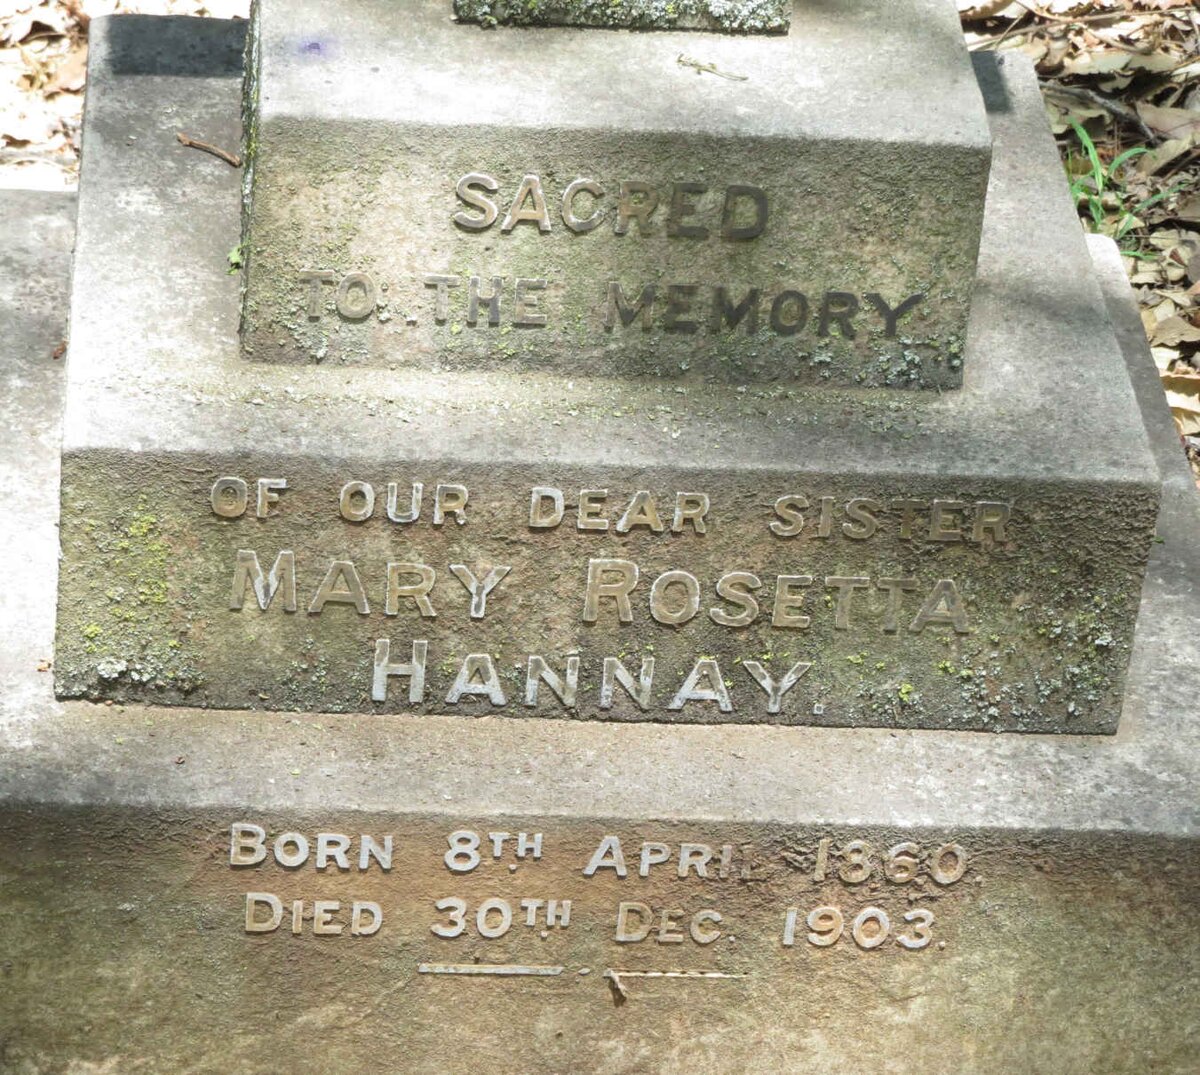 SACRED
TO THE MEMORY
OF OUR DEAR SISTER
MARY ROSETTA
HANNAY.
BORN 8TH APRIL 1860.
DIED 30TH DEC. 1903.